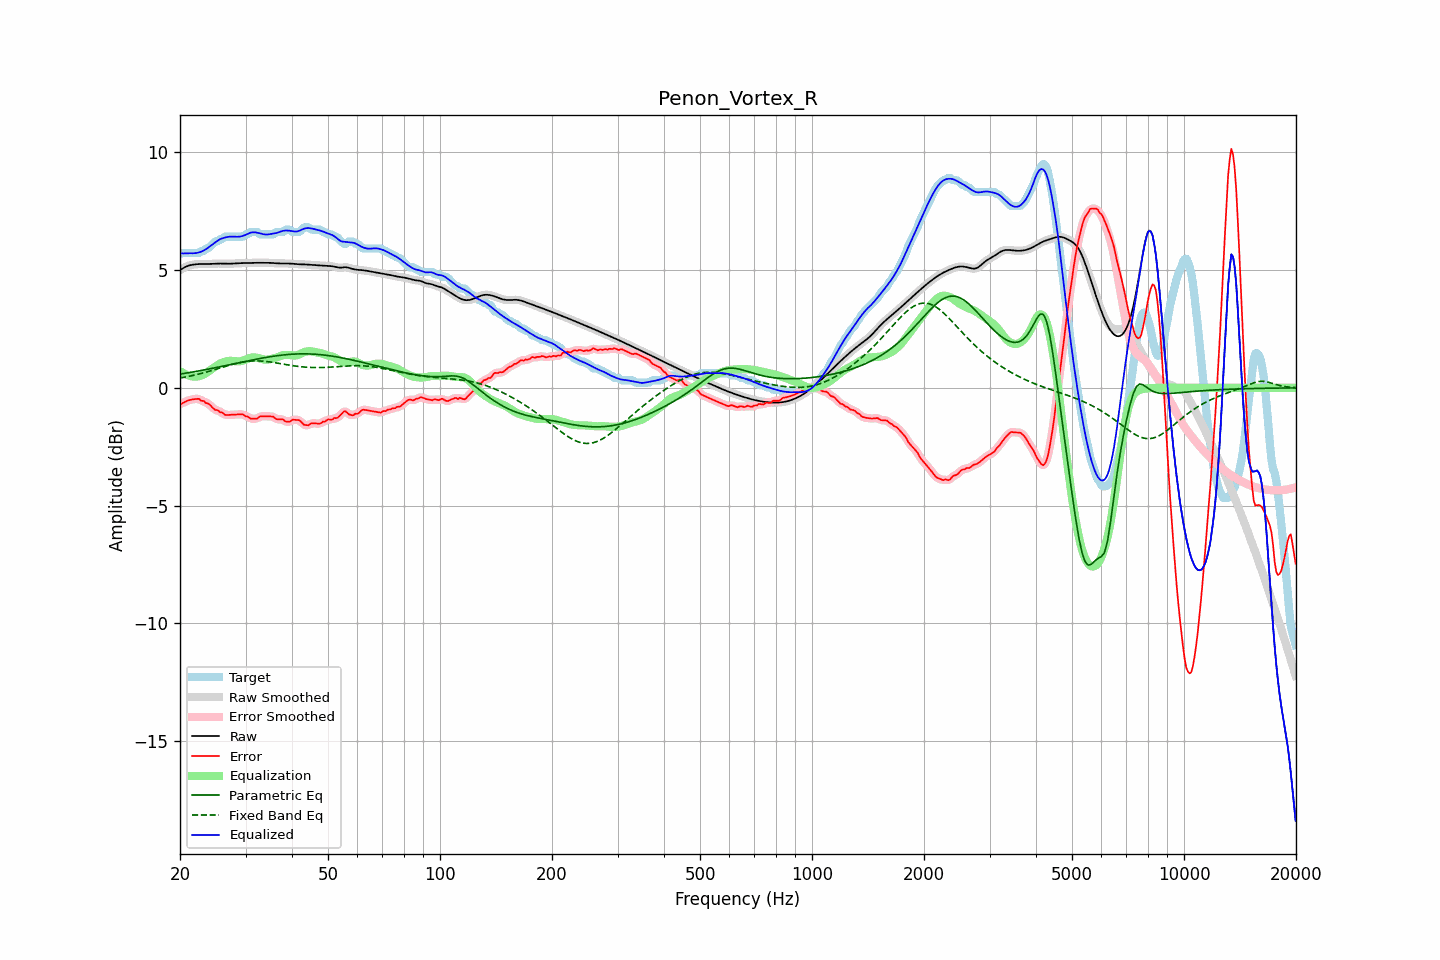 Penon_Vortex_R
Amplitude (dBr)
10
5
0
−5
−10
−15
Target
Raw Smoothed
Error Smoothed
Raw
Error
Equalization
Parametric Eq
Fixed Band Eq
Equalized
20 50 100 200 500 1000 2000 5000 10000 20000
Frequency (Hz)